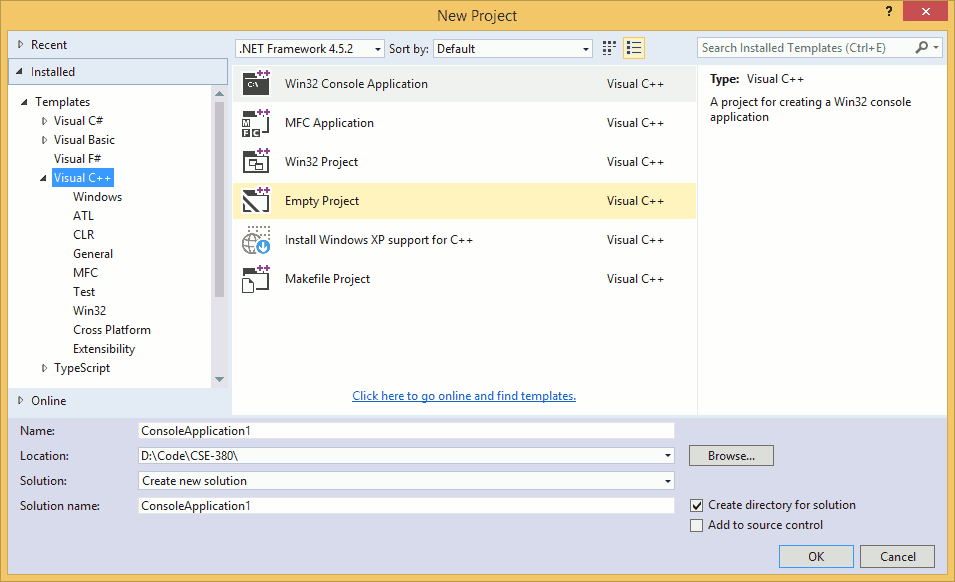 New Project
?
Recent
Installed
Templates
Visual C#
Visual Basic
Visual F#
Visual C++
Windows
ATL
CLR
General
MFC
Test
Win32
Cross Platform
Extensibility
TypeScript
Online
.NET Framework 4.5.2 Sort by: Default
C:\ Win32 Console Application Visual C++
MFC MFC Application Visual C++
Win32 Project Visual C++
Empty Project Visual C++
Install Windows XP support for C++ Visual C++
Makefile Project Visual C++
Click here to go online and find templates.
Search Installed Templates (Ctrl+E)
Type: Visual C++
A project for creating a Win32 console
application
Name: ConsoleApplication1
Location: D:\Code\CSE-380\ Browse...
Solution: Create new solution
Solution name: ConsoleApplication1
Create directory for solution
Add to source control
OK Cancel